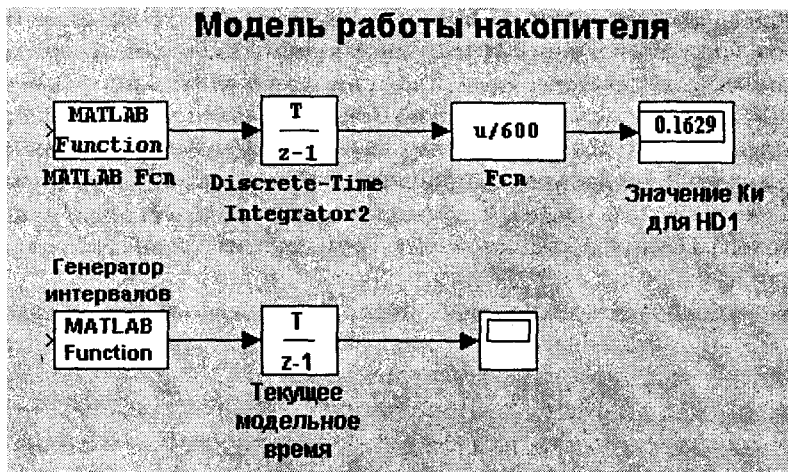 Модель работы накопителя
MATLAB
Function
MATLAB Fcn
T
z-1
Discrete-Time
Integrator2
u/600
Fcn
0.1629
Значение Ки
для HD1
Генератор
интервалов
MATLAB
Function
T
z-1
Текущее
модельное
время